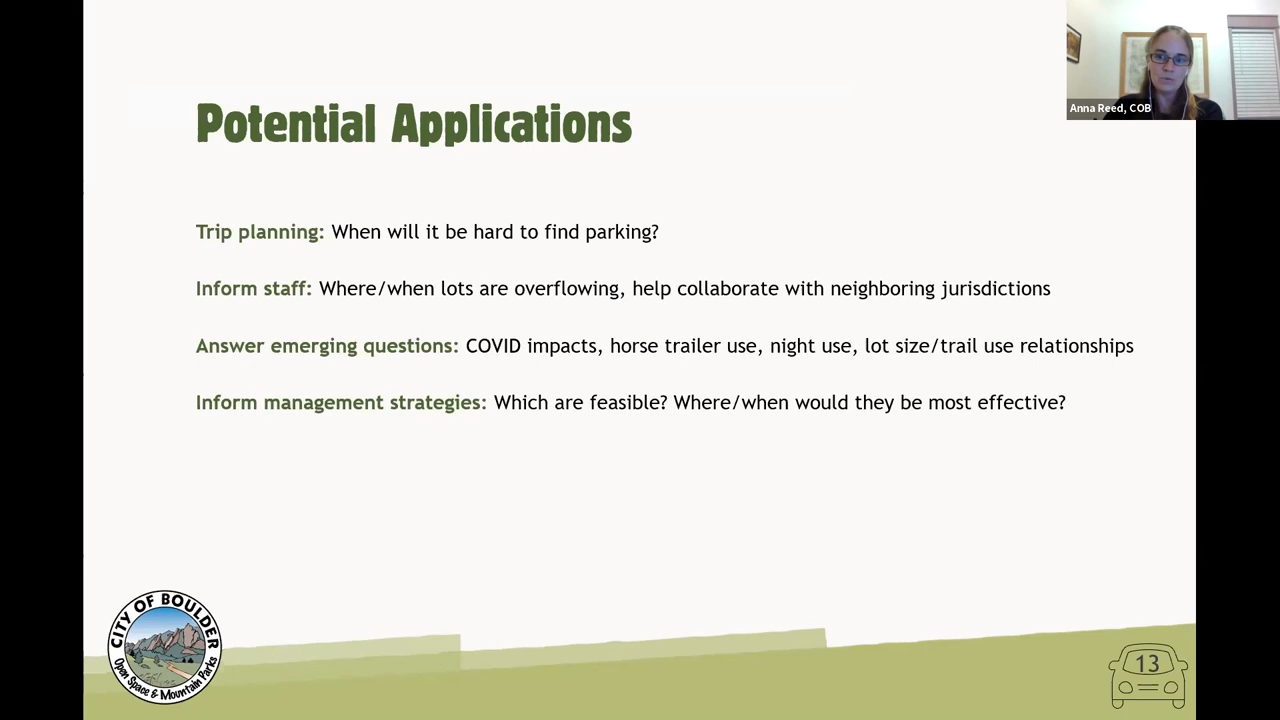 Anna Reed, COB
Potential Applications
Trip planning: When will it be hard to find parking?
Inform staff: Where/when lots are overflowing, help collaborate with neighboring jurisdictions
Answer emerging questions: COVID impacts, horse trailer use, night use, lot size/trail use relationships
Inform management strategies: Which are feasible? Where/when would they be most effective?
CITY OF BOULDER
Open Space & Mountain Parks
13